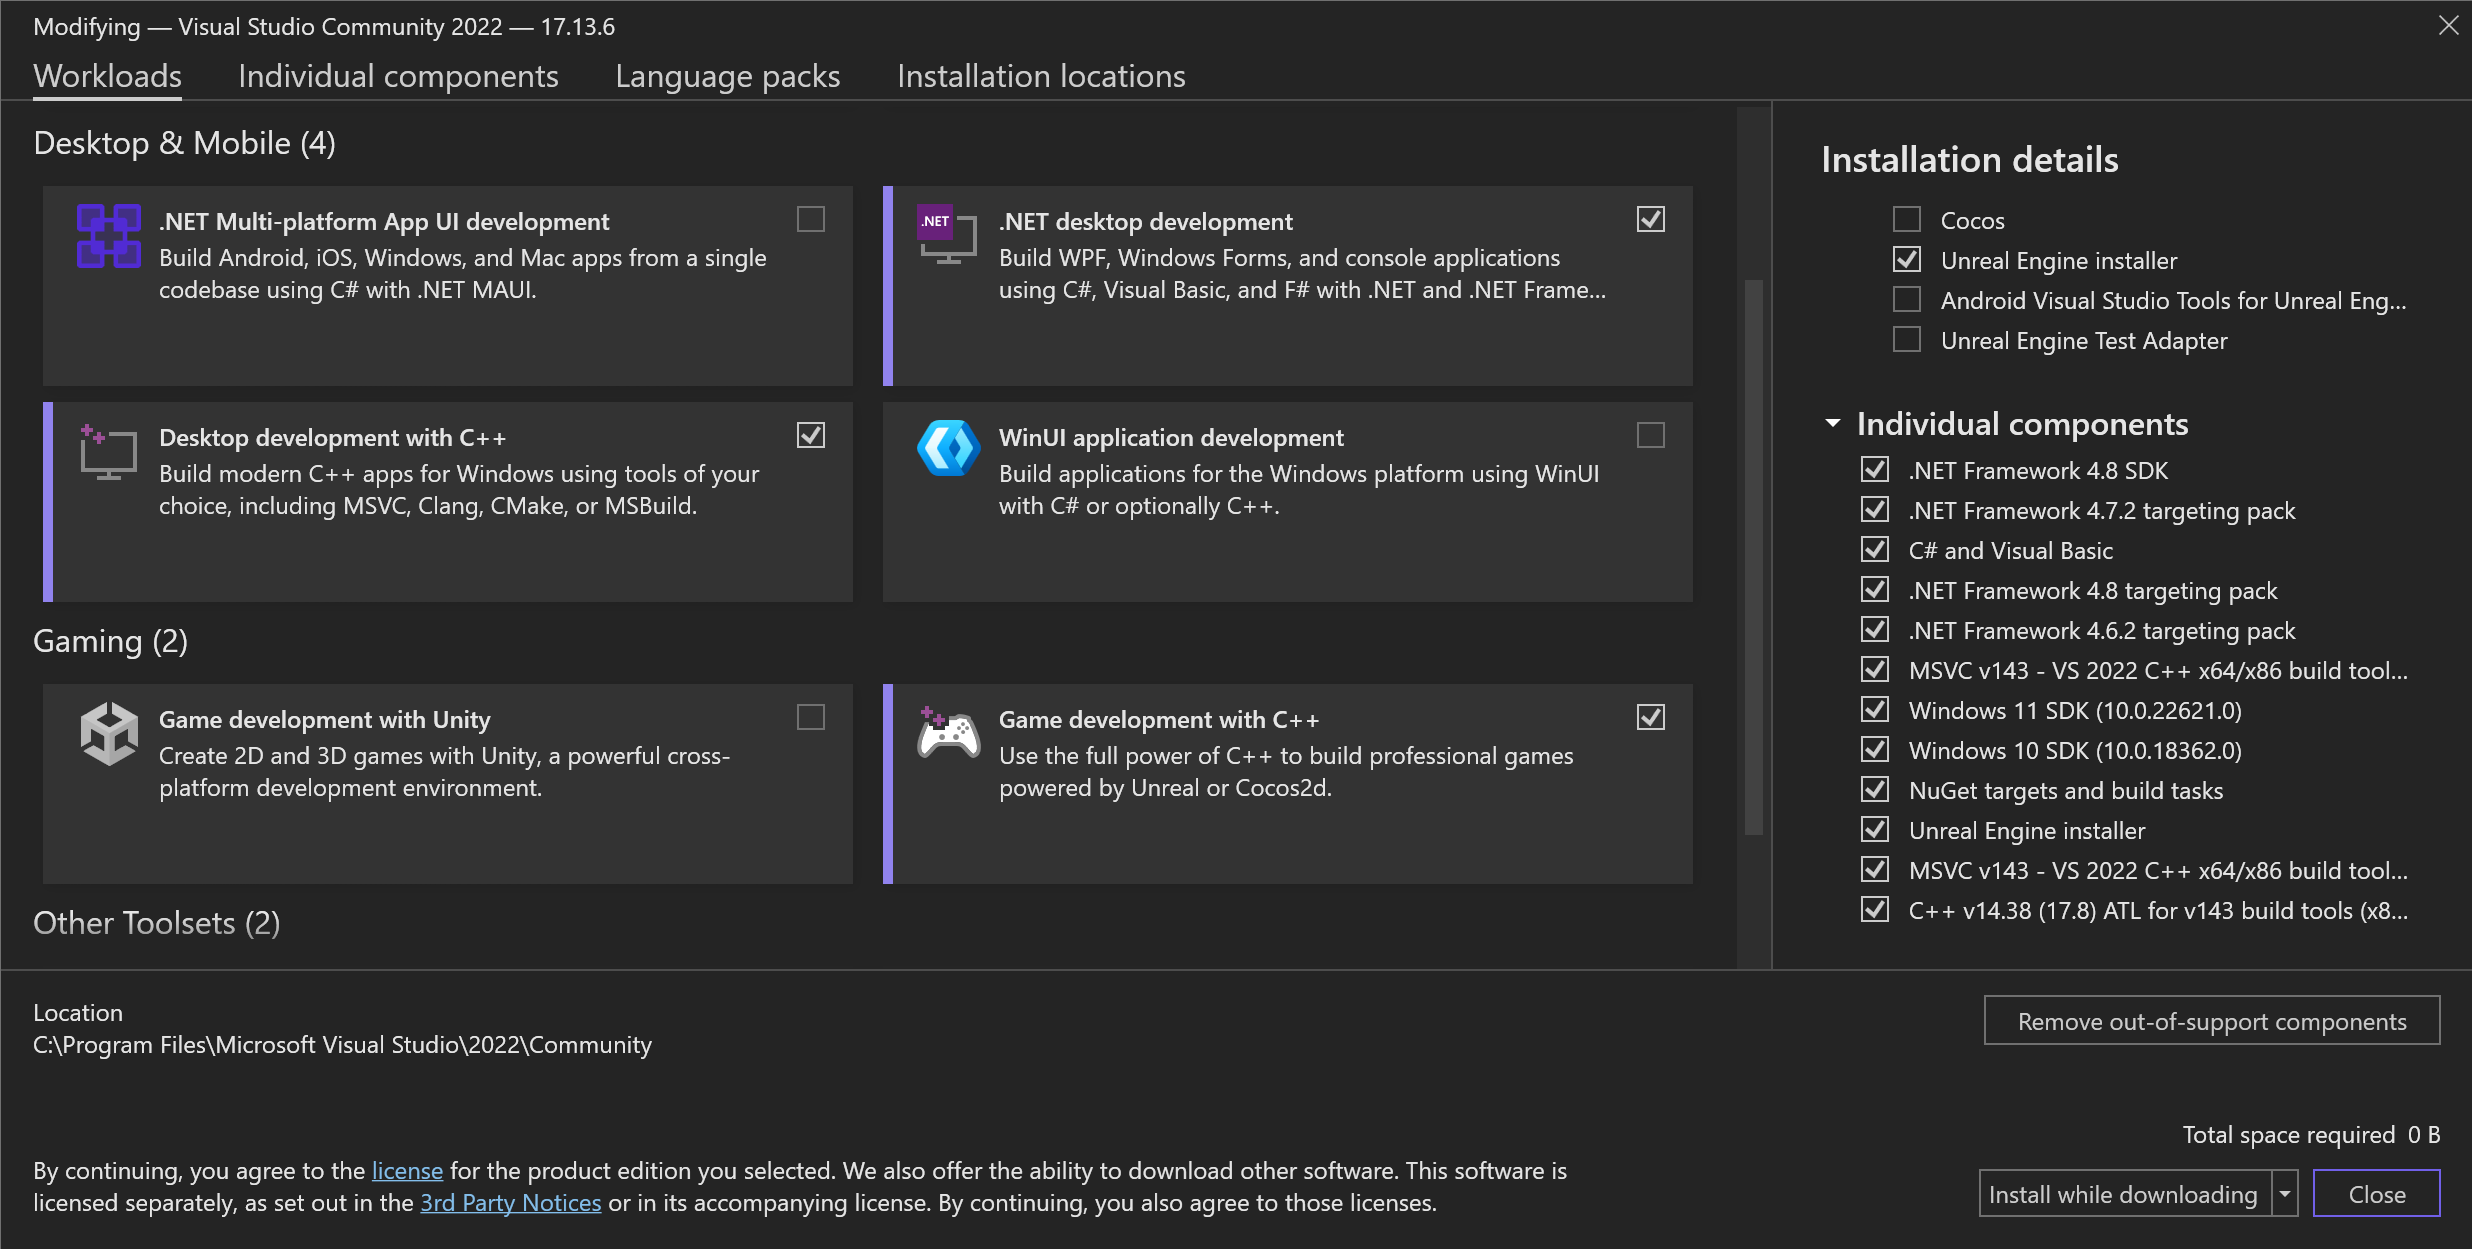 Modifying — Visual Studio Community 2022 — 17.13.6
Workloads
Individual components
Language packs
Installation locations
Desktop & Mobile (4)
.NET Multi-platform App UI development
Build Android, iOS, Windows, and Mac apps from a single
codebase using C# with .NET MAUI.
.NET
.NET desktop development
Build WPF, Windows Forms, and console applications
using C#, Visual Basic, and F# with .NET and .NET Frame...
Desktop development with C++
Build modern C++ apps for Windows using tools of your
choice, including MSVC, Clang, CMake, or MSBuild.
WinUI application development
Build applications for the Windows platform using WinUI
with C# or optionally C++.
Gaming (2)
Game development with Unity
Create 2D and 3D games with Unity, a powerful cross-
platform development environment.
Game development with C++
Use the full power of C++ to build professional games
powered by Unreal or Cocos2d.
Other Toolsets (2)
Installation details
Cocos
Unreal Engine installer
Android Visual Studio Tools for Unreal Eng...
Unreal Engine Test Adapter
Individual components
.NET Framework 4.8 SDK
.NET Framework 4.7.2 targeting pack
C# and Visual Basic
.NET Framework 4.8 targeting pack
.NET Framework 4.6.2 targeting pack
MSVC v143 - VS 2022 C++ x64/x86 build tool...
Windows 11 SDK (10.0.22621.0)
Windows 10 SDK (10.0.18362.0)
NuGet targets and build tasks
Unreal Engine installer
MSVC v143 - VS 2022 C++ x64/x86 build tool...
C++ v14.38 (17.8) ATL for v143 build tools (x8...
Location
C:\Program Files\Microsoft Visual Studio\2022\Community
Remove out-of-support components
Total space required 0 B
By continuing, you agree to the license for the product edition you selected. We also offer the ability to download other software. This software is
licensed separately, as set out in the 3rd Party Notices or in its accompanying license. By continuing, you also agree to those licenses.
Install while downloading
Close